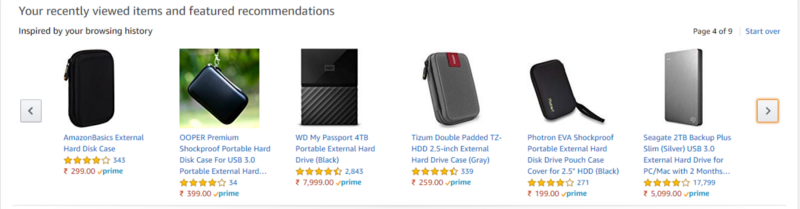 Your recently viewed items and featured recommendations
Inspired by your browsing history
Page 4 of 9
Start over
AmazonBasics External
Hard Disk Case
343
₹ 299.00 prime
OOPER Premium
Shockproof Portable Hard
Disk Case For USB 3.0
Portable External Hard…
34
₹ 399.00 prime
WD My Passport 4TB
Portable External Hard
Drive (Black)
2,843
₹ 7,999.00 prime
Tizum Double Padded TZ-
HDD 2.5-inch External
Hard Drive Case (Gray)
339
₹ 259.00 prime
Photron EVA Shockproof
Portable External Hard
Disk Drive Pouch Case
Cover for 2.5" HDD (Black)
271
₹ 199.00 prime
Seagate 2TB Backup Plus
Slim (Silver) USB 3.0
External Hard Drive for
PC/Mac with 2 Months…
17,799
₹ 5,099.00 prime